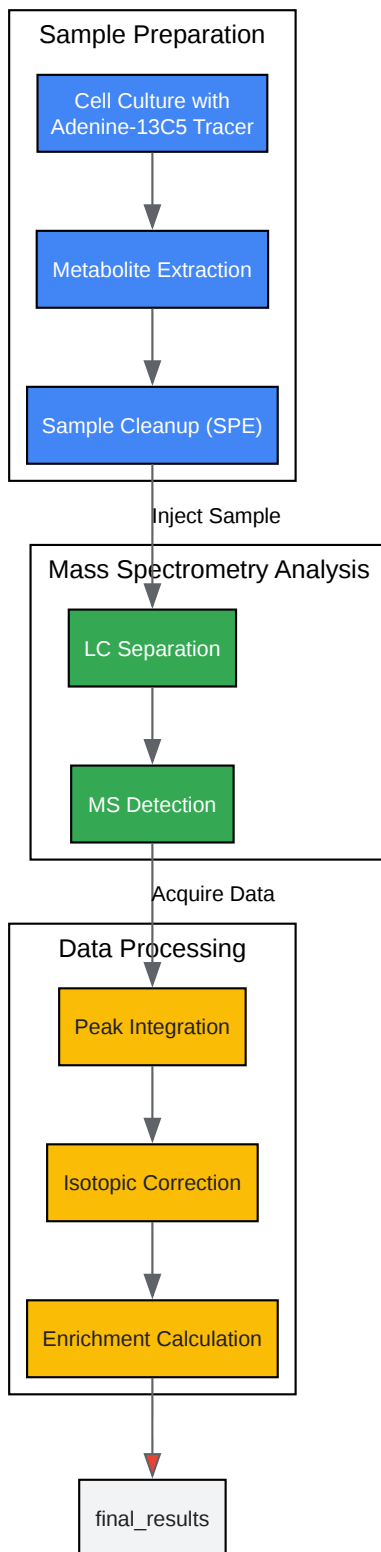 Sample Preparation
Cell Culture with
Adenine-13C5 Tracer
Metabolite Extraction
Sample Cleanup (SPE)
Inject Sample
Mass Spectrometry Analysis
LC Separation
MS Detection
Acquire Data
Data Processing
Peak Integration
Isotopic Correction
Enrichment Calculation
final_results